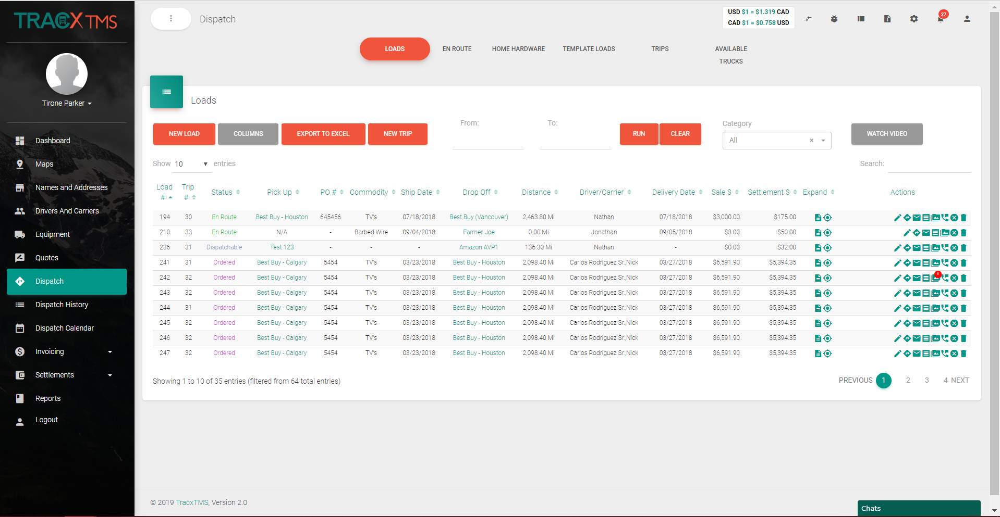 TRACX TMS
Tirone Parker
Dashboard
Maps
Names and Addresses
Drivers And Carriers
Equipment
Quotes
Dispatch
Dispatch History
Dispatch Calendar
Invoicing
Settlements
Reports
Logout
Dispatch
USD $1 = $1.319 CAD
CAD $1 = $0.758 USD
27
LOADS EN ROUTE HOME HARDWARE TEMPLATE LOADS TRIPS AVAILABLE TRUCKS
Loads
NEW LOAD COLUMNS EXPORT TO EXCEL NEW TRIP From: To: RUN CLEAR Category All × WATCH VIDEO
Show 10 entries Search:
Load # Trip # Status Pick Up PO # Commodity Ship Date Drop Off Distance Driver/Carrier Delivery Date Sale $ Settlement $ Expand Actions
194 30 En Route Best Buy - Houston 645456 TV's 07/18/2018 Best Buy (Vancouver) 2,463.80 Mi Nathan 07/18/2018 $3,000.00 $175.00
210 33 En Route N/A - Barbed Wire 09/04/2018 Farmer Joe 0.00 Mi Jonathan 09/05/2018 $3.00 $50.00
236 31 Dispatchable Test 123 - - - Amazon AVP1 136.30 Mi Nathan - $0.00 $32.00
241 31 Ordered Best Buy - Calgary 5454 TV's 03/23/2018 Best Buy - Houston 2,098.40 Mi Carlos Rodriguez Sr.,Nick 03/27/2018 $6,591.90 $5,394.35
242 32 Ordered Best Buy - Calgary 5454 TV's 03/23/2018 Best Buy - Houston 2,098.40 Mi Carlos Rodriguez Sr.,Nick 03/27/2018 $6,591.90 $5,394.35 1
243 32 Ordered Best Buy - Calgary 5454 TV's 03/23/2018 Best Buy - Houston 2,098.40 Mi Carlos Rodriguez Sr.,Nick 03/27/2018 $6,591.90 $5,394.35
244 31 Ordered Best Buy - Calgary 5454 TV's 03/23/2018 Best Buy - Houston 2,098.40 Mi Carlos Rodriguez Sr.,Nick 03/27/2018 $6,591.90 $5,394.35
245 32 Ordered Best Buy - Calgary 5454 TV's 03/23/2018 Best Buy - Houston 2,098.40 Mi Carlos Rodriguez Sr.,Nick 03/27/2018 $6,591.90 $5,394.35
246 32 Ordered Best Buy - Calgary 5454 TV's 03/23/2018 Best Buy - Houston 2,098.40 Mi Carlos Rodriguez Sr.,Nick 03/27/2018 $6,591.90 $5,394.35
247 32 Ordered Best Buy - Calgary 5454 TV's 03/23/2018 Best Buy - Houston 2,098.40 Mi Carlos Rodriguez Sr.,Nick 03/27/2018 $6,591.90 $5,394.35
Showing 1 to 10 of 35 entries (filtered from 64 total entries) PREVIOUS 1 2 3 4 NEXT
© 2019 TracxTMS, Version 2.0
Chats